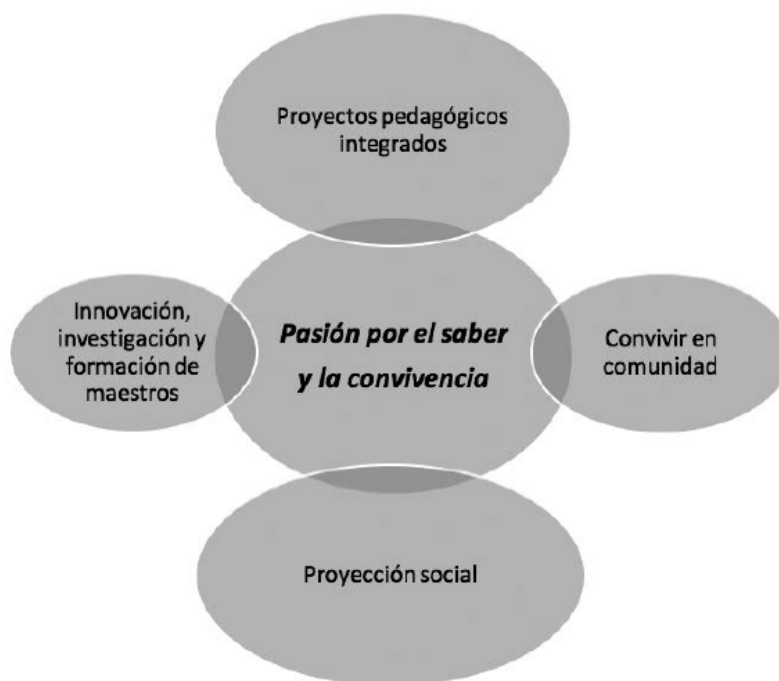 Proyectos pedagógicos
integrados
Innovación,
investigación y
formación de
maestros
Pasión por el saber
y la convivencia
Convivir en
comunidad
Proyección social